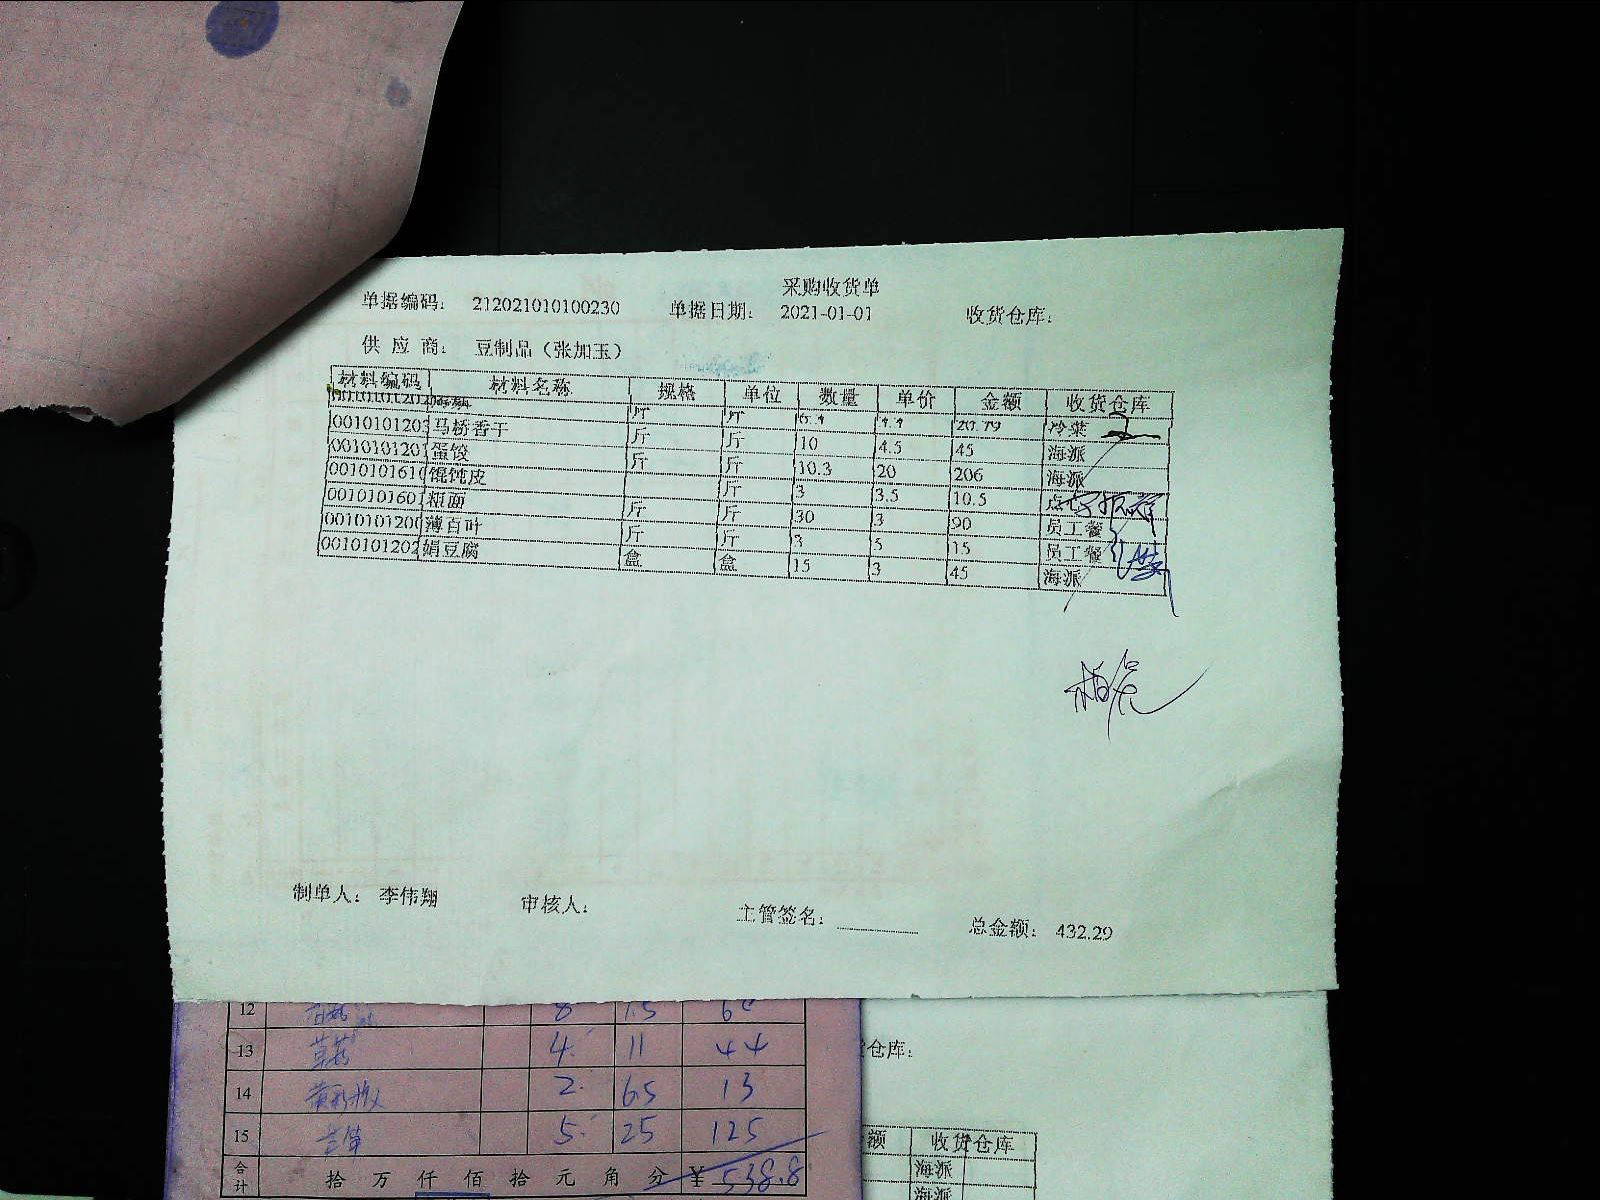 采购收货单
单据编码： 212021010100230 单据日期： 2021-01-01 收货仓库：
供 应 商： 豆制品（张加玉）
材料编码 材料名称 规格 单位 数量 单价 金额 收货仓库
斤 斤 冷菜
0010101203 马桥香干 斤 斤 10 4.5 45 海派
0010101201 蛋饺 斤 斤 10.3 20 206 海派
0010101610 馄饨皮 斤 3 3.5 10.5 点
0010101601 粗面 斤 斤 30 3 90 员工餐
0010101200 薄百叶 斤 斤 3 5 15 员工餐
0010101202 绢豆腐 盒 盒 15 3 45 海派
制单人： 李伟翔 审核人： 主管签名： 总金额： 432.29
12 8
13 4 11 44
仓库：
14 2 6.5 13
15 5 25 125
额 收货仓库
合计 拾 万 仟 佰 拾 元 角 分 ¥ 538.8
海派
海派